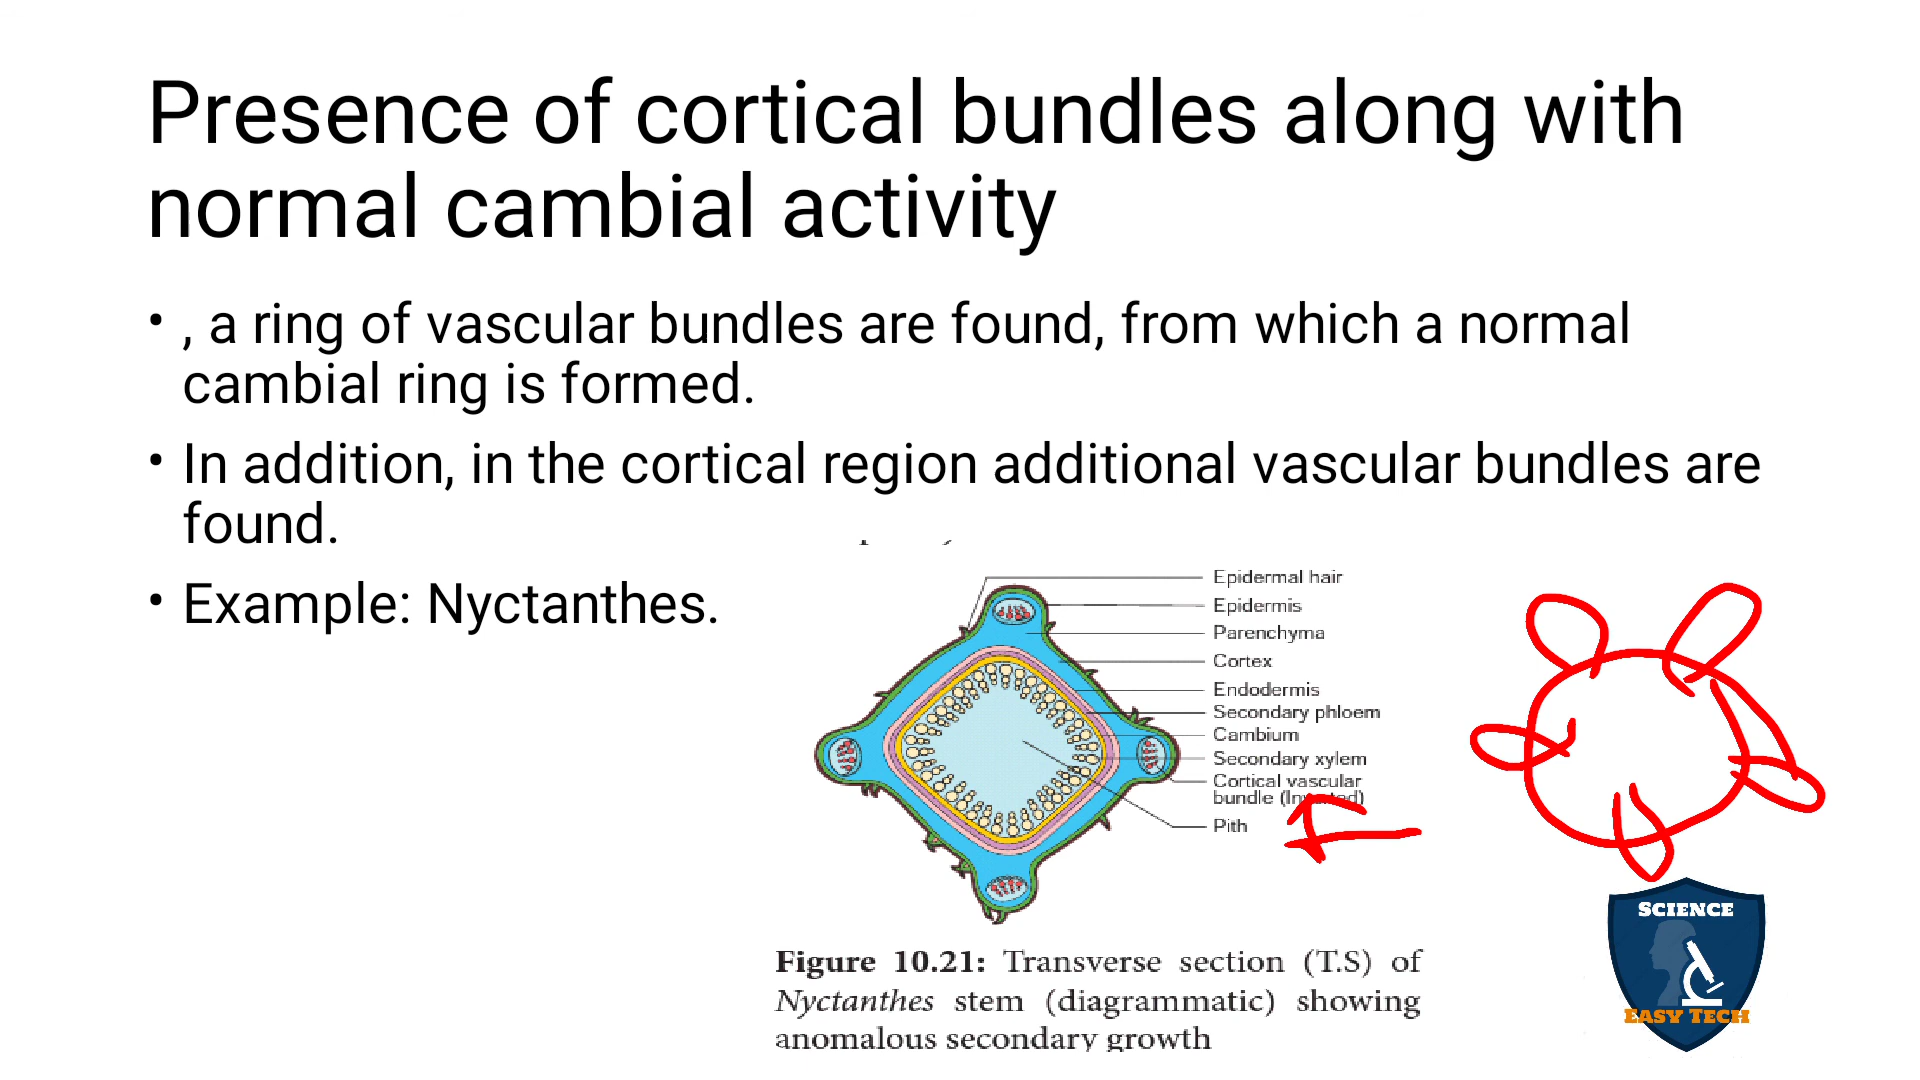 Presence of cortical bundles along with
normal cambial activity
• , a ring of vascular bundles are found, from which a normal
cambial ring is formed.
• In addition, in the cortical region additional vascular bundles are
found.
• Example: Nyctanthes.
Epidermal hair
Epidermis
Parenchyma
Cortex
Endodermis
Secondary phloem
Cambium
Secondary xylem
Cortical vascular
bundle
Pith
Figure 10.21: Transverse section (T.S) of
Nyctanthes stem (diagrammatic) showing
anomalous secondary growth
SCIENCE
EASY TECH